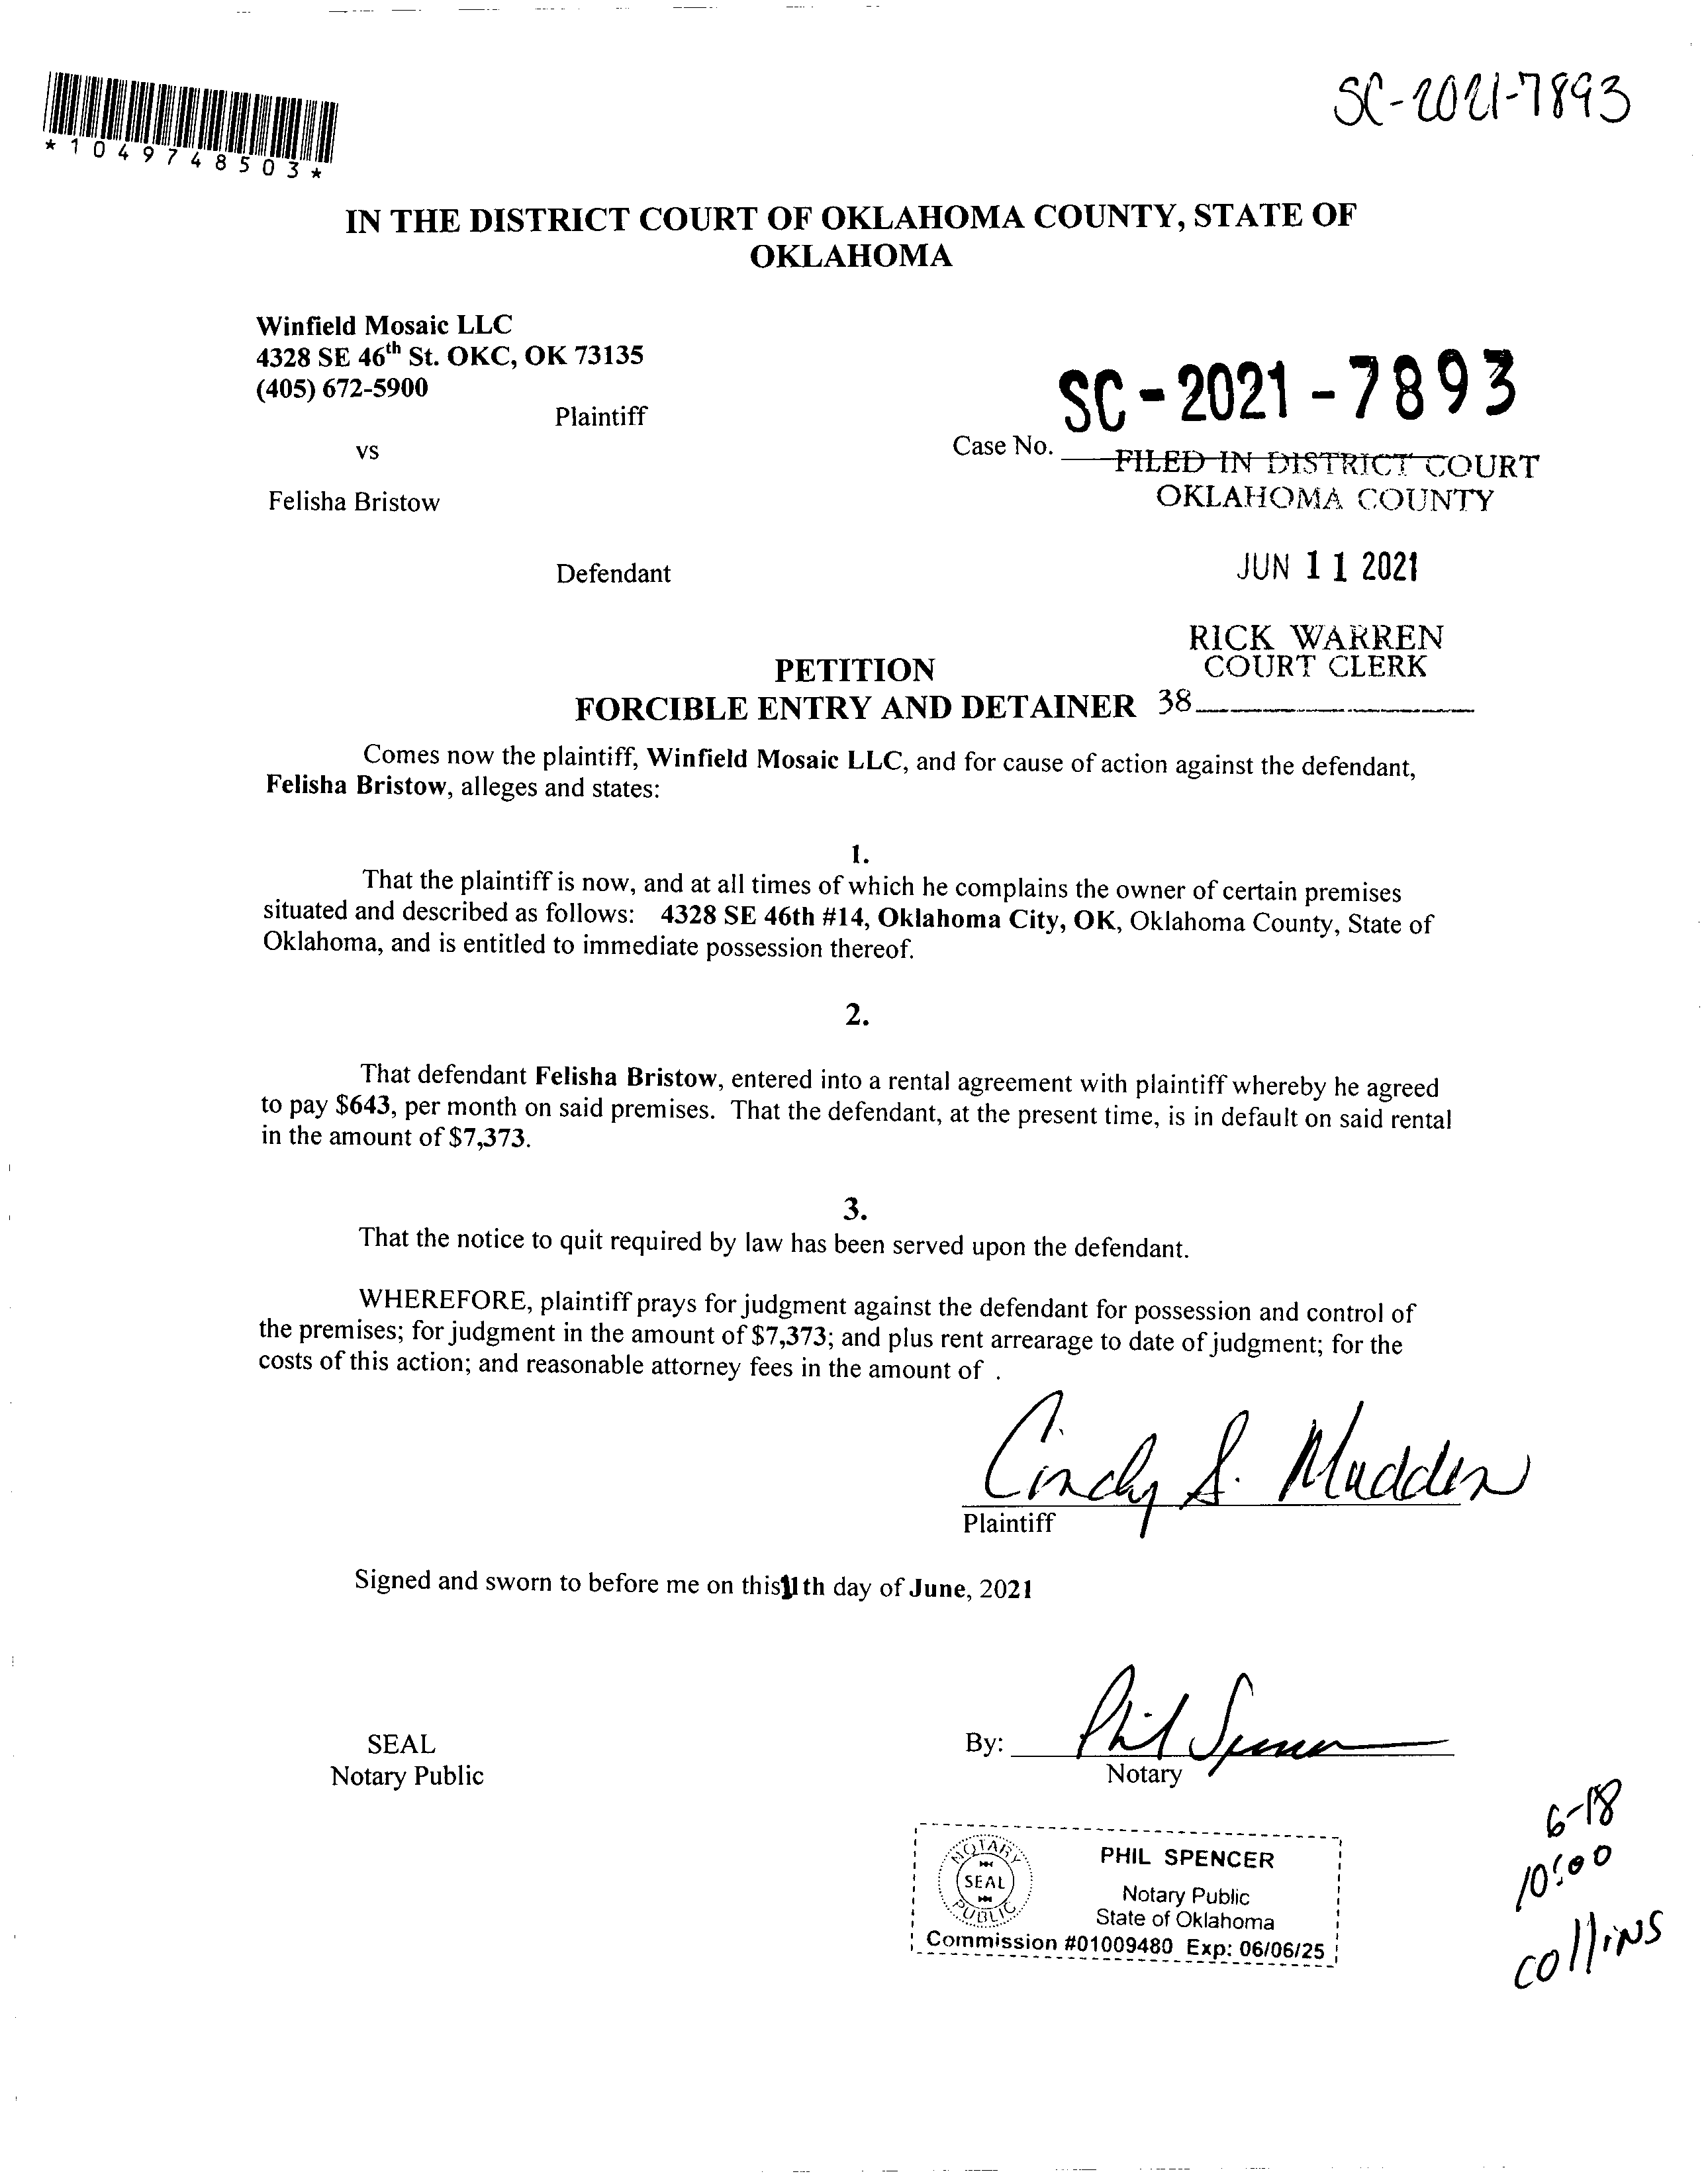 SC-2021-7893
*1049748503*
IN THE DISTRICT COURT OF OKLAHOMA COUNTY, STATE OF
OKLAHOMA
Winfield Mosaic LLC
4328 SE 46th St. OKC, OK 73135
(405) 672-5900
Plaintiff
vs
Felisha Bristow
Defendant
SC-2021-7893
Case No.
FILED IN DISTRICT COURT
OKLAHOMA COUNTY
JUN 11 2021
RICK WARREN
COURT CLERK
38
PETITION
FORCIBLE ENTRY AND DETAINER
Comes now the plaintiff, Winfield Mosaic LLC, and for cause of action against the defendant,
Felisha Bristow, alleges and states:
1.
That the plaintiff is now, and at all times of which he complains the owner of certain premises
situated and described as follows: 4328 SE 46th #14, Oklahoma City, OK, Oklahoma County, State of
Oklahoma, and is entitled to immediate possession thereof.
2.
That defendant Felisha Bristow, entered into a rental agreement with plaintiff whereby he agreed
to pay $643, per month on said premises. That the defendant, at the present time, is in default on said rental
in the amount of $7,373.
3.
That the notice to quit required by law has been served upon the defendant.
WHEREFORE, plaintiff prays for judgment against the defendant for possession and control of
the premises; for judgment in the amount of $7,373; and plus rent arrearage to date of judgment; for the
costs of this action; and reasonable attorney fees in the amount of .
Cindy S. Madden
Plaintiff
Signed and sworn to before me on this 11th day of June, 2021
SEAL
Notary Public
By: Phil Spencer
Notary
NOTARY
SEAL
PUBLIC
PHIL SPENCER
Notary Public
State of Oklahoma
Commission #01009480 Exp: 06/06/25
6-18
10:00
collins